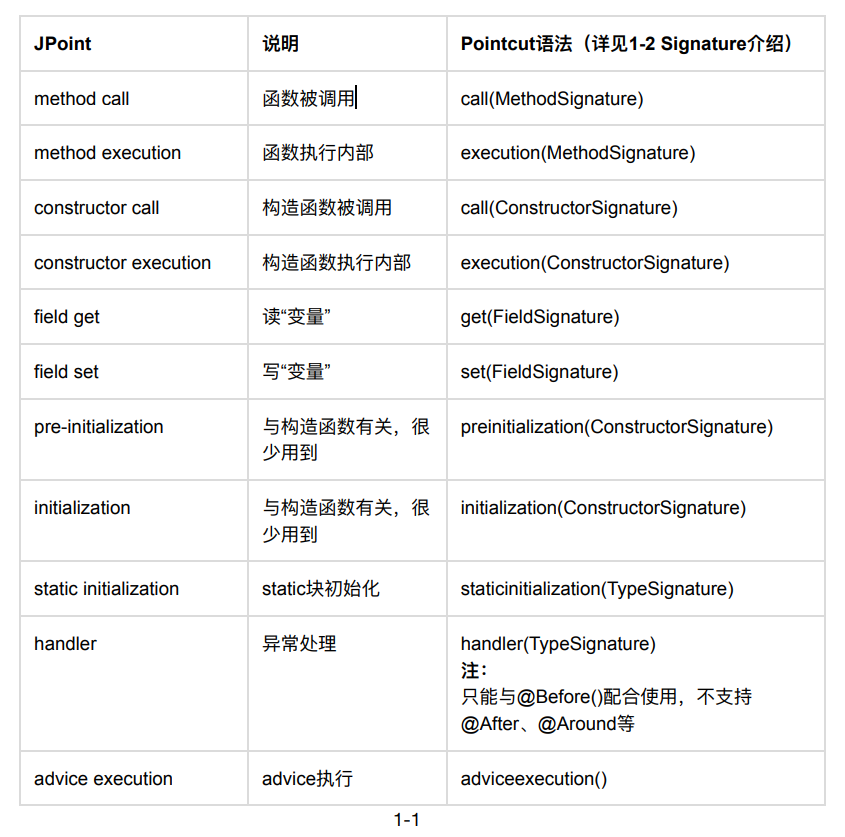 JPoint 说明 Pointcut语法（详见1-2 Signature介绍）
method call 函数被调用 call(MethodSignature)
method execution 函数执行内部 execution(MethodSignature)
constructor call 构造函数被调用 call(ConstructorSignature)
constructor execution 构造函数执行内部 execution(ConstructorSignature)
field get 读“变量” get(FieldSignature)
field set 写“变量” set(FieldSignature)
pre-initialization 与构造函数有关，很 preinitialization(ConstructorSignature)
少用到
initialization 与构造函数有关，很 initialization(ConstructorSignature)
少用到
static initialization static块初始化 staticinitialization(TypeSignature)
handler 异常处理 handler(TypeSignature)
注：
只能与@Before()配合使用，不支持
@After、@Around等
advice execution advice执行 adviceexecution()
1-1